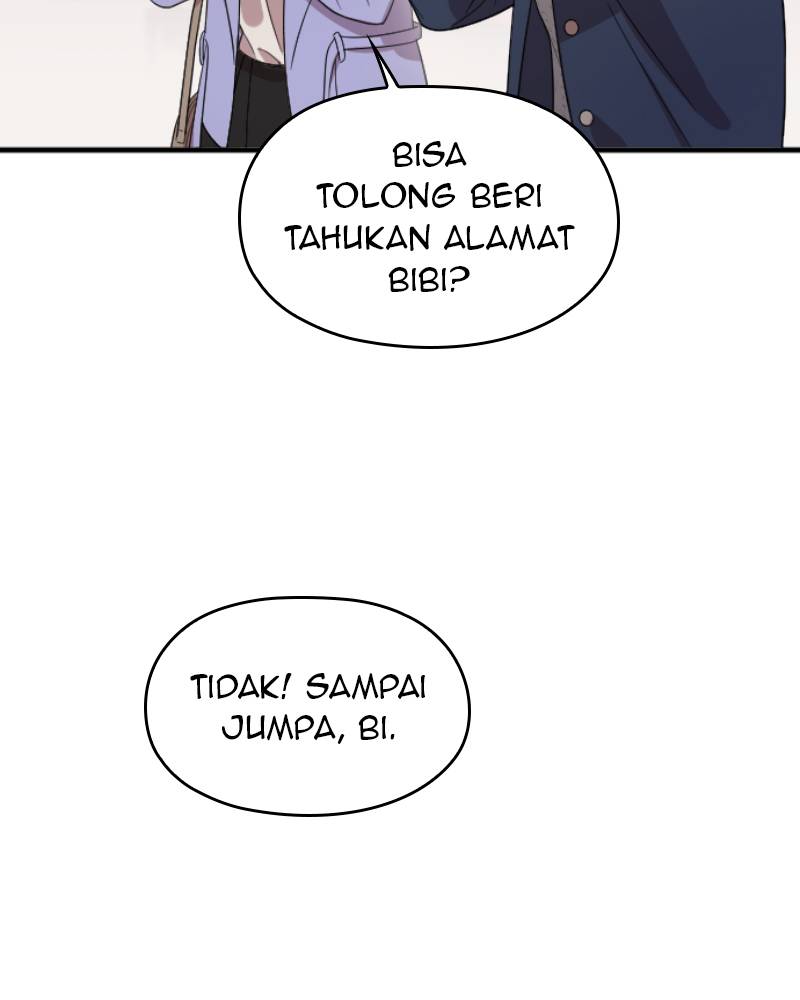 BISA
TOLONG BERI
TAHUKAN ALAMAT
BIBI?
TIDAK! SAMPAI
JUMPA, BI.